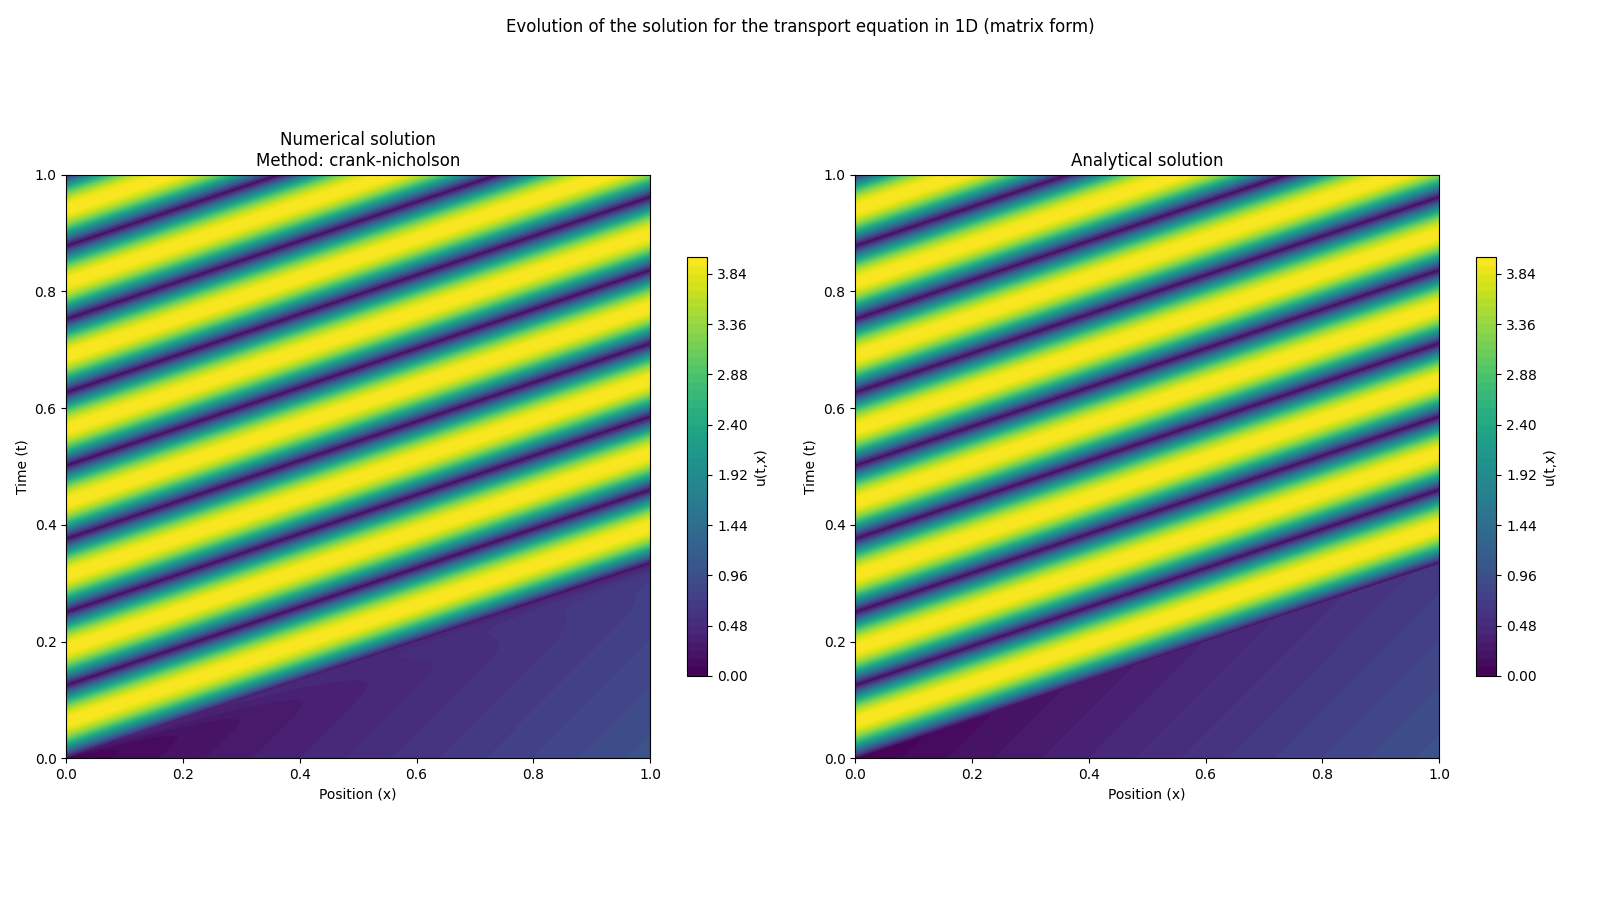 Evolution of the solution for the transport equation in 1D (matrix form)
Numerical solution
Method: crank-nicholson
1.0
0.8
0.6
0.4
0.2
0.0
Time (t)
0.0 0.2 0.4 0.6 0.8 1.0
Position (x)
3.84
3.36
2.88
2.40
1.92
1.44
0.96
0.48
0.00
u(t,x)
Analytical solution
1.0
0.8
0.6
0.4
0.2
0.0
Time (t)
0.0 0.2 0.4 0.6 0.8 1.0
Position (x)
3.84
3.36
2.88
2.40
1.92
1.44
0.96
0.48
0.00
u(t,x)